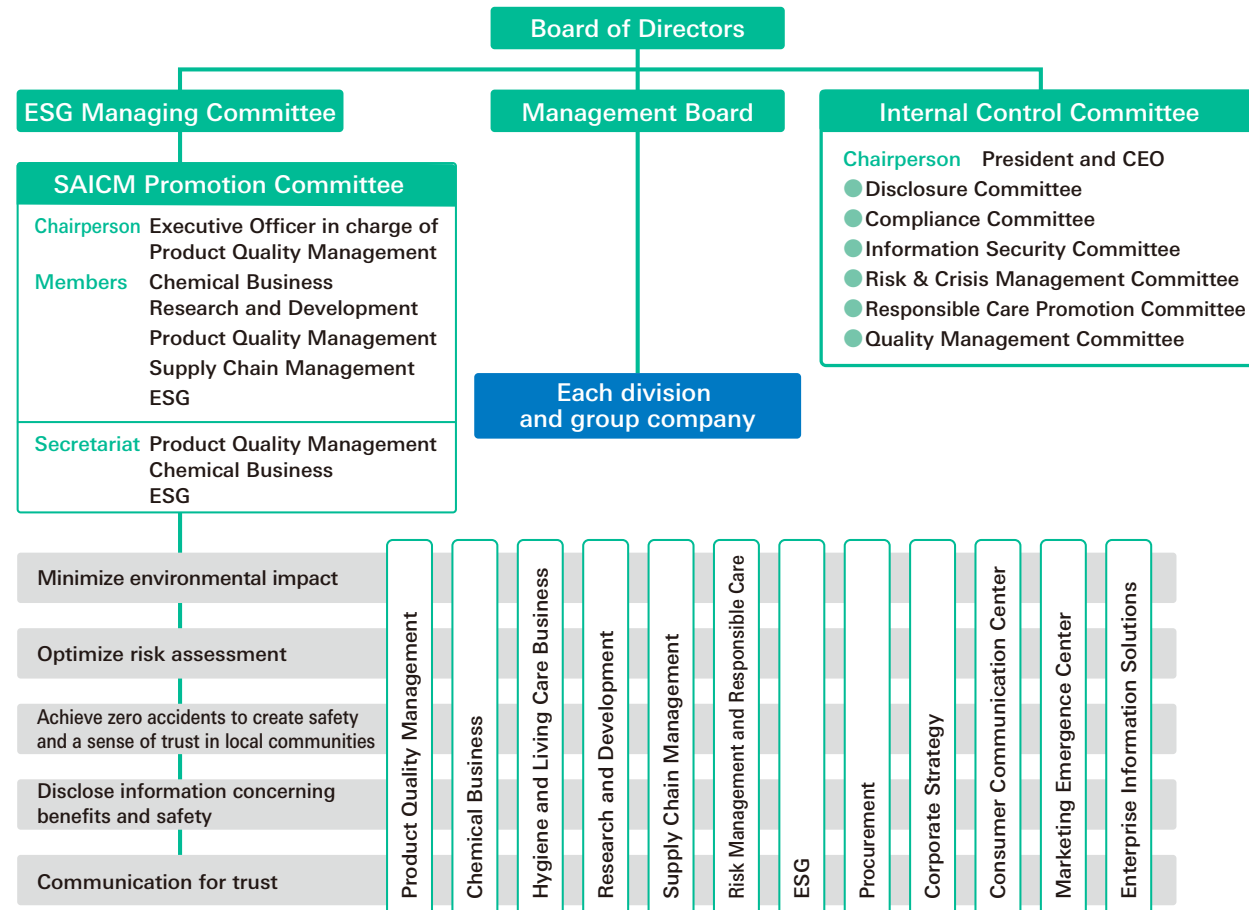 Board of Directors
ESG Managing Committee
Management Board
Internal Control Committee
Chairperson President and CEO
Disclosure Committee
Compliance Committee
Information Security Committee
Risk & Crisis Management Committee
Responsible Care Promotion Committee
Quality Management Committee
SAICM Promotion Committee
Chairperson Executive Officer in charge of
Product Quality Management
Members Chemical Business
Research and Development
Product Quality Management
Supply Chain Management
ESG
Secretariat Product Quality Management
Chemical Business
ESG
Each division
and group company
Minimize environmental impact
Optimize risk assessment
Achieve zero accidents to create safety
and a sense of trust in local communities
Disclose information concerning
benefits and safety
Communication for trust
Product Quality Management
Chemical Business
Hygiene and Living Care Business
Research and Development
Supply Chain Management
Risk Management and Responsible Care
ESG
Procurement
Corporate Strategy
Consumer Communication Center
Marketing Emergence Center
Enterprise Information Solutions